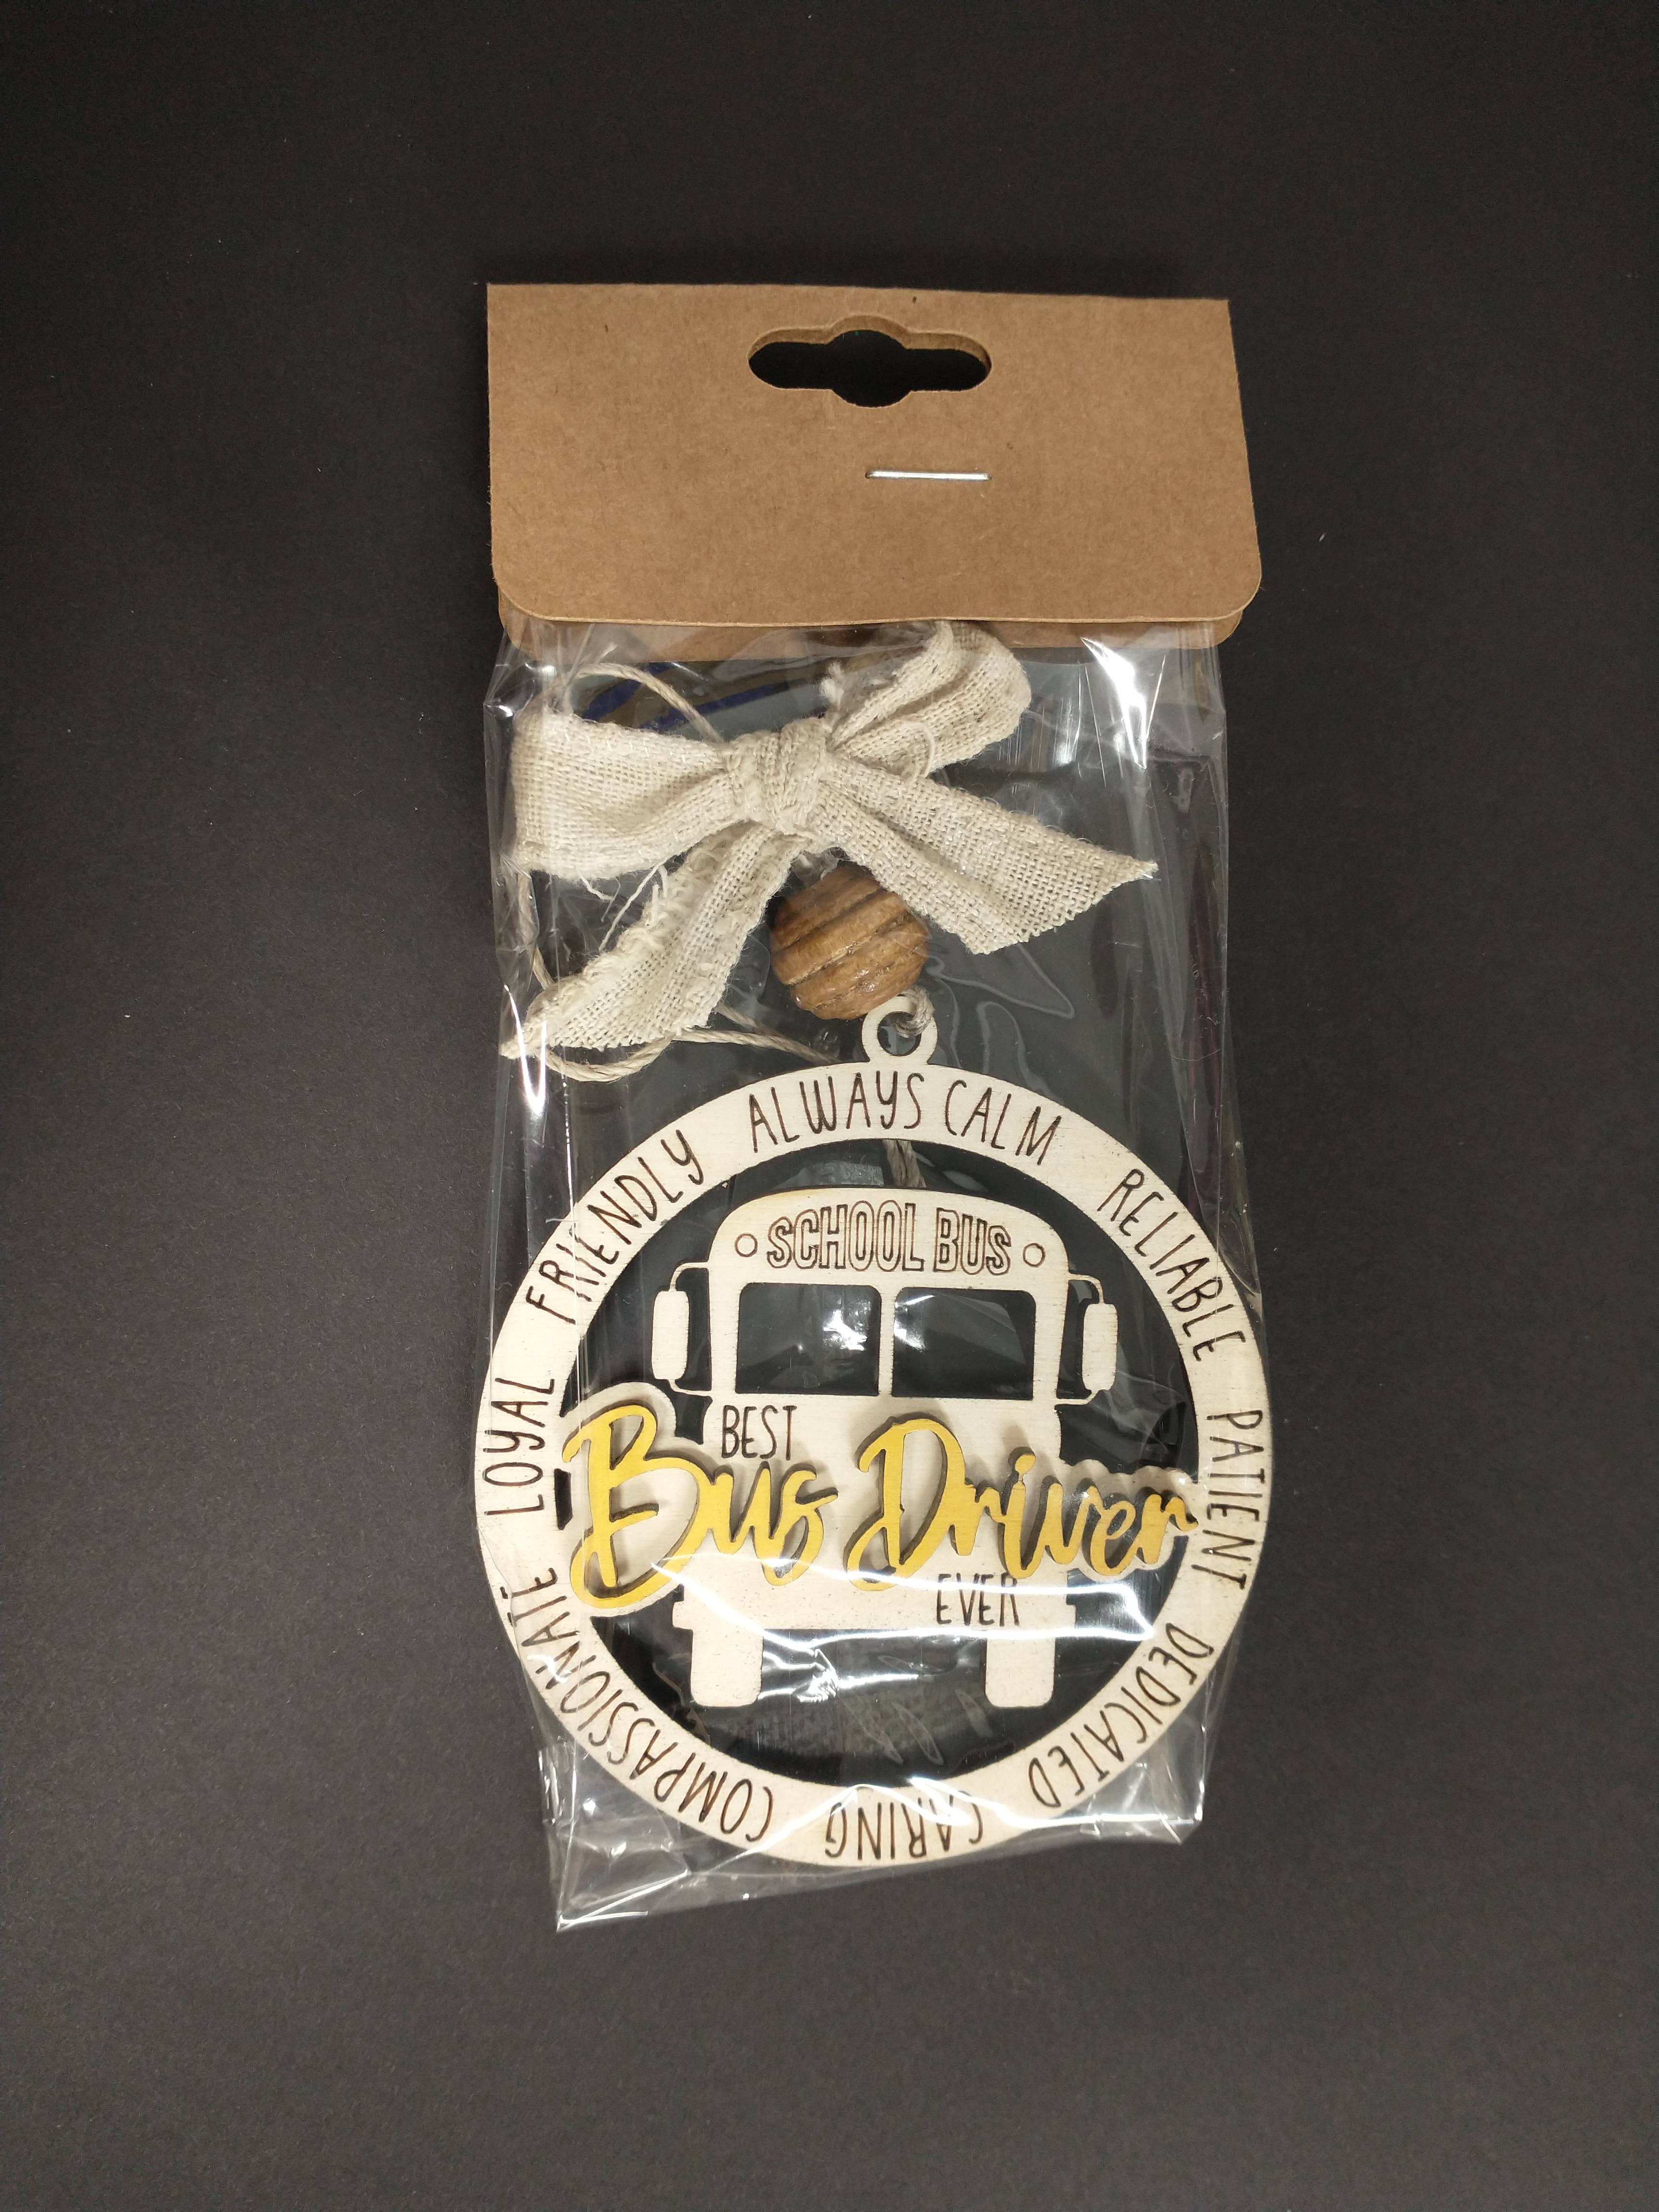 ALWAYS CALM
RELIABLE
PATIENT
DEDICATED
CARING
COMPASSIONATE
LOYAL
FRIENDLY
SCHOOL BUS
BEST
Bus Driver
EVER